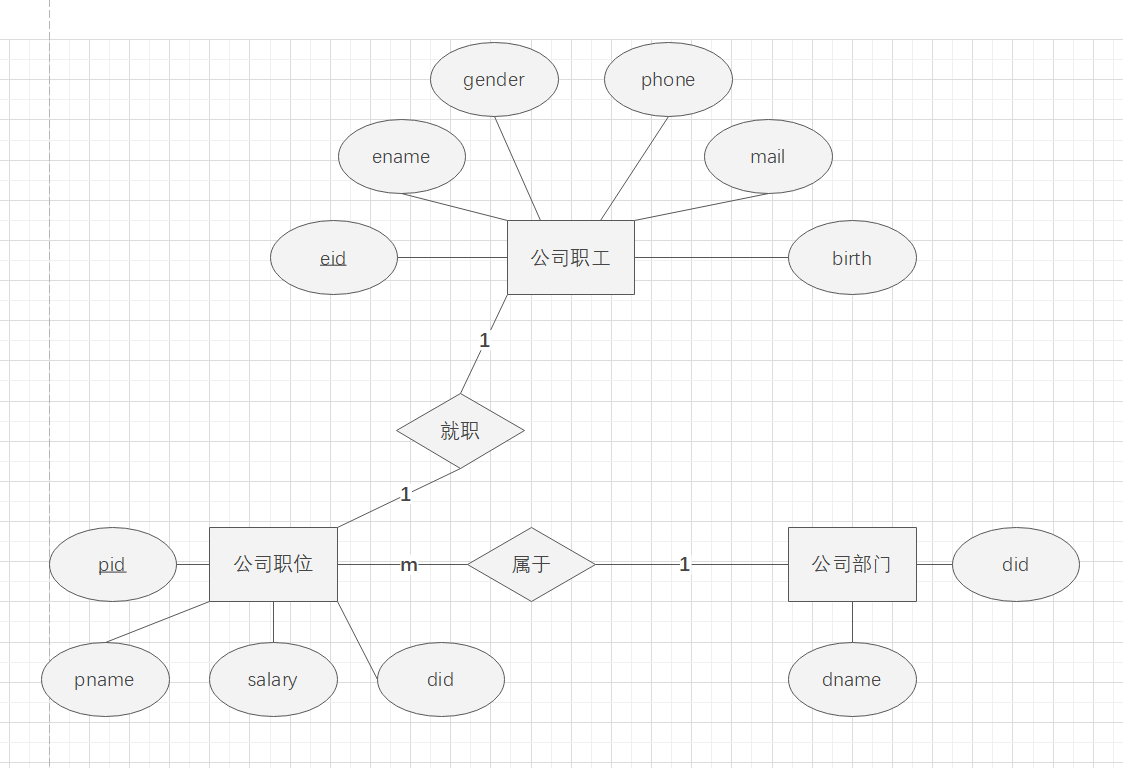 gender
phone
ename
mail
eid
公司职工
birth
1
就职
1
pid
公司职位
m
属于
1
公司部门
did
pname
salary
did
dname